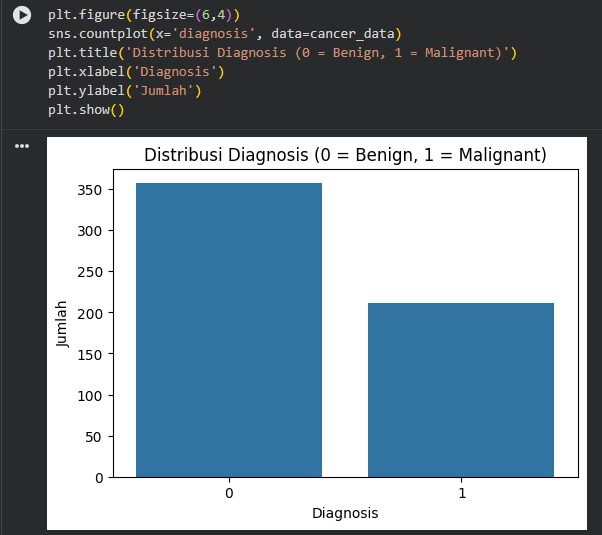 plt.figure(figsize=(6,4))
sns.countplot(x='diagnosis', data=cancer_data)
plt.title('Distribusi Diagnosis (0 = Benign, 1 = Malignant)')
plt.xlabel('Diagnosis')
plt.ylabel('Jumlah')
plt.show()
Distribusi Diagnosis (0 = Benign, 1 = Malignant)
350
300
250
200
150
100
50
0
Jumlah
0 1
Diagnosis